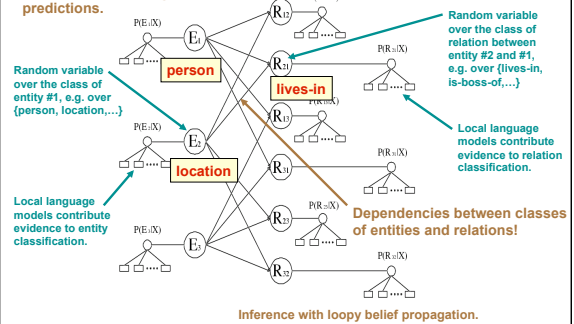 predictions.
P(E1|X)
E1
R12
P(R21|X)
Random variable
over the class of
relation between
entity #2 and #1,
e.g. over {lives-in,
is-boss-of,…}
Random variable
over the class of
entity #1, e.g. over
{person, location,…}
person
R21
lives-in
R13
P(E2|X)
E2
location
P(R31|X)
R31
Local language
models contribute
evidence to relation
classification.
Local language
models contribute
evidence to entity
classification.
P(R23|X)
R23
Dependencies between classes
of entities and relations!
P(E3|X)
E3
P(R32|X)
R32
Inference with loopy belief propagation.